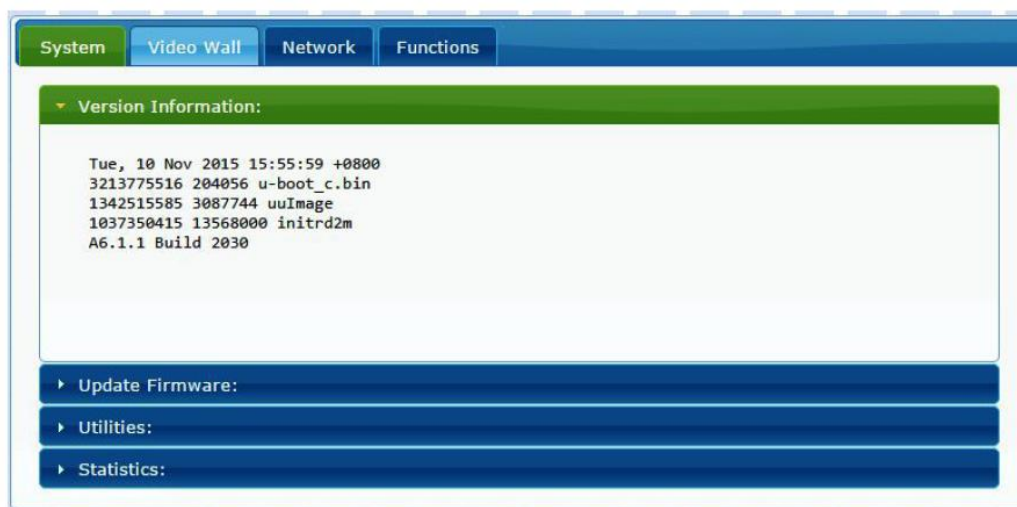 System Video Wall Network Functions
Version Information:
Tue, 10 Nov 2015 15:55:59 +0800
3213775516 204056 u-boot_c.bin
1342515585 3087744 uuImage
1037350415 13568000 initrd2m
A6.1.1 Build 2030
Update Firmware:
Utilities:
Statistics: